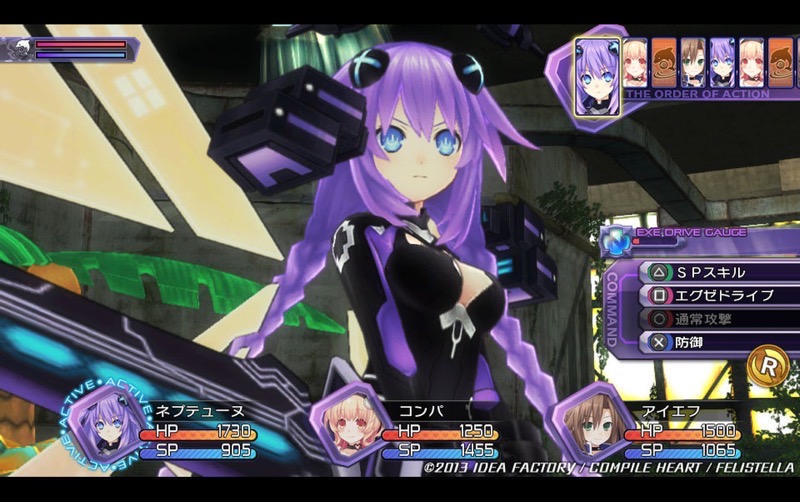 THE ORDER OF ACTION
EXE DRIVE GAUGE
COMMAND
SPスキル
エグゼドライブ
通常攻撃
防御
R
ACTIVE • ACTIVE • ACTIVE
ネプテューヌ
HP 1730
SP 905
コンパ
HP 1250
SP 1455
アイエフ
HP 1500
SP 1065
©2013 IDEA FACTORY / COMPILE HEART / FELISTELLA